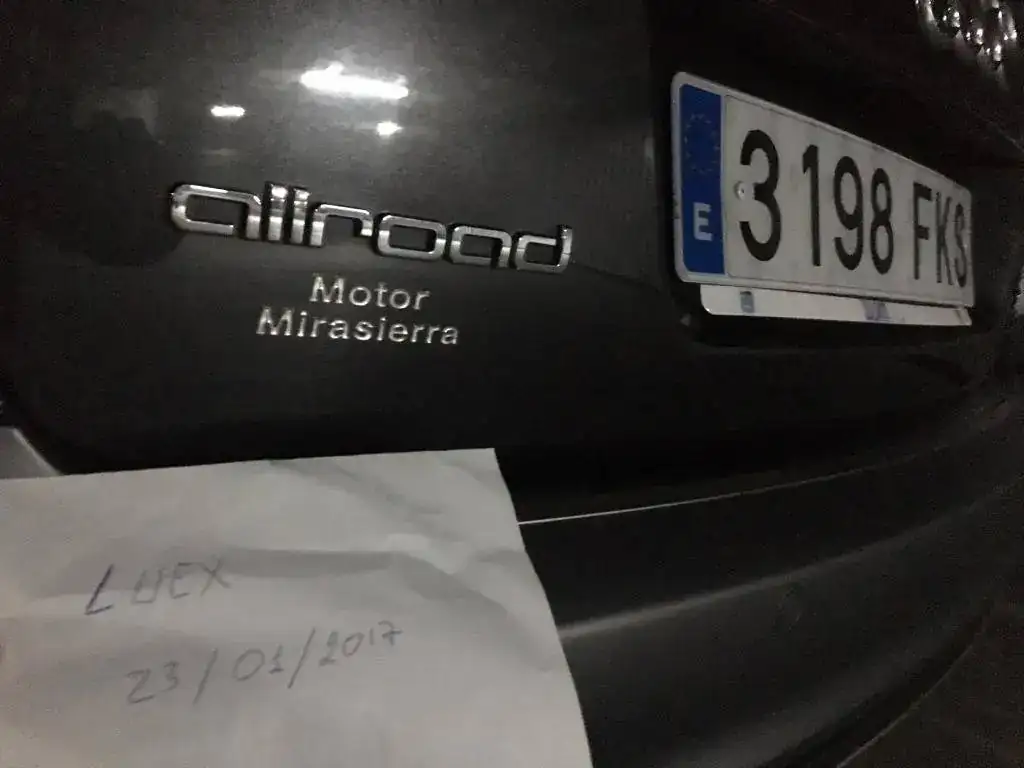 allroad
Motor
Mirasierra
E
3198 FKS
LUEX
23/01/2017